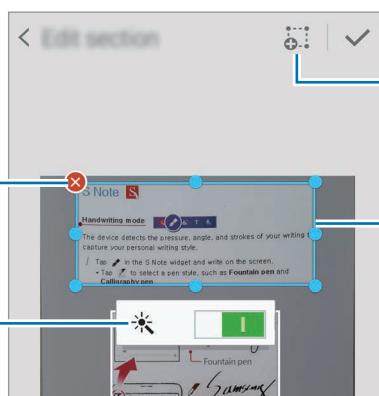 Edit section
S Note
Handwriting mode
The device detects the pressure, angle, and strokes of your writing t
capture your personal writing style.
Tap in the S Note widget and write on the screen.
• Tap to select a pen style, such as Fountain pen and
Calligraphy pen
Fountain pen
Samsung